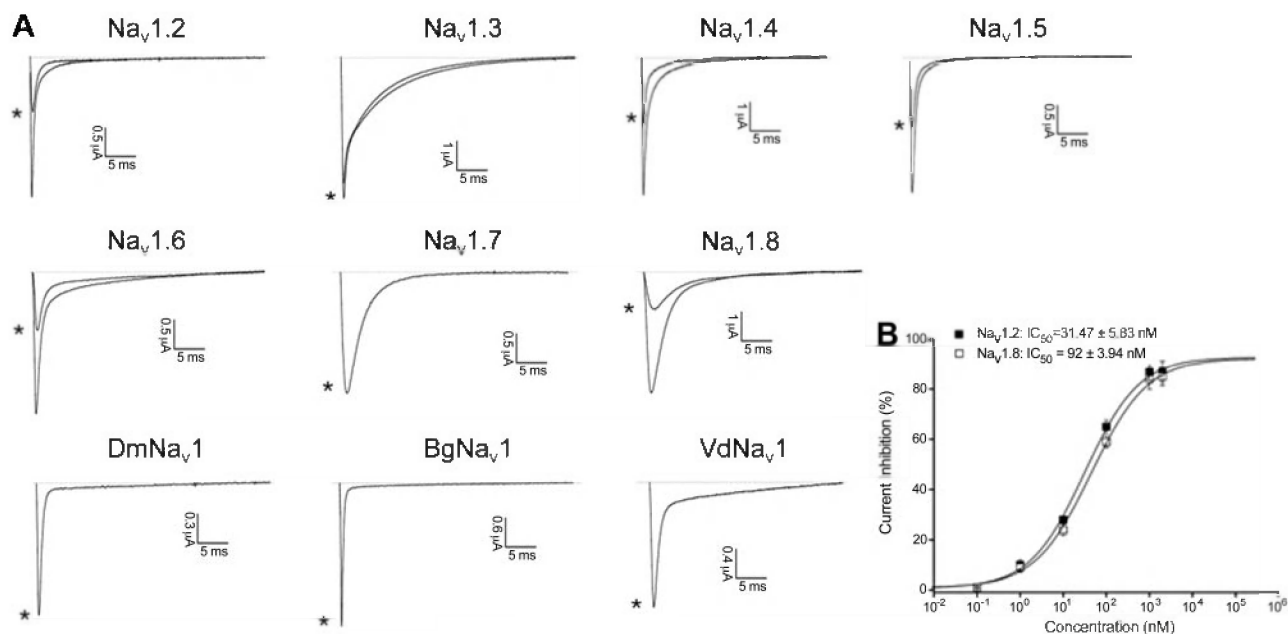 A
Nav1.2
Nav1.3
Nav1.4
Nav1.5
*
0.5 µA
5 ms
*
1 µA
5 ms
*
1 µA
5 ms
*
0.5 µA
5 ms
Nav1.6
Nav1.7
Nav1.8
*
0.5 µA
5 ms
*
0.5 µA
5 ms
*
1 µA
5 ms
DmNav1
BgNav1
VdNav1
*
0.3 µA
5 ms
*
0.6 µA
5 ms
*
0.4 µA
5 ms
B
Nav1.2: IC50=31.47 ± 5.83 nM
Nav1.8: IC50 = 92 ± 3.94 nM
Current inhibition (%)
100
80
60
40
20
0
10-2 10-1 100 101 102 103 104 105 106
Concentration (nM)